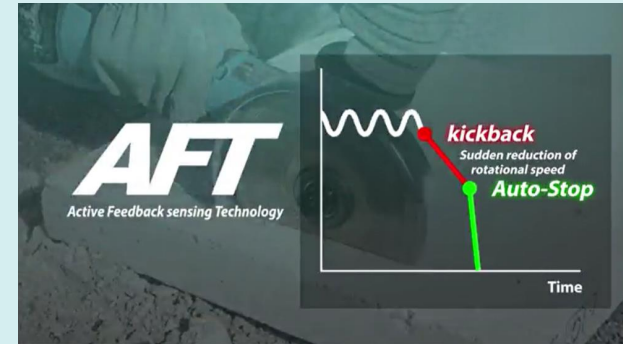 AFT
Active Feedback sensing Technology
kickback
Sudden reduction of
rotational speed
Auto-Stop
Time